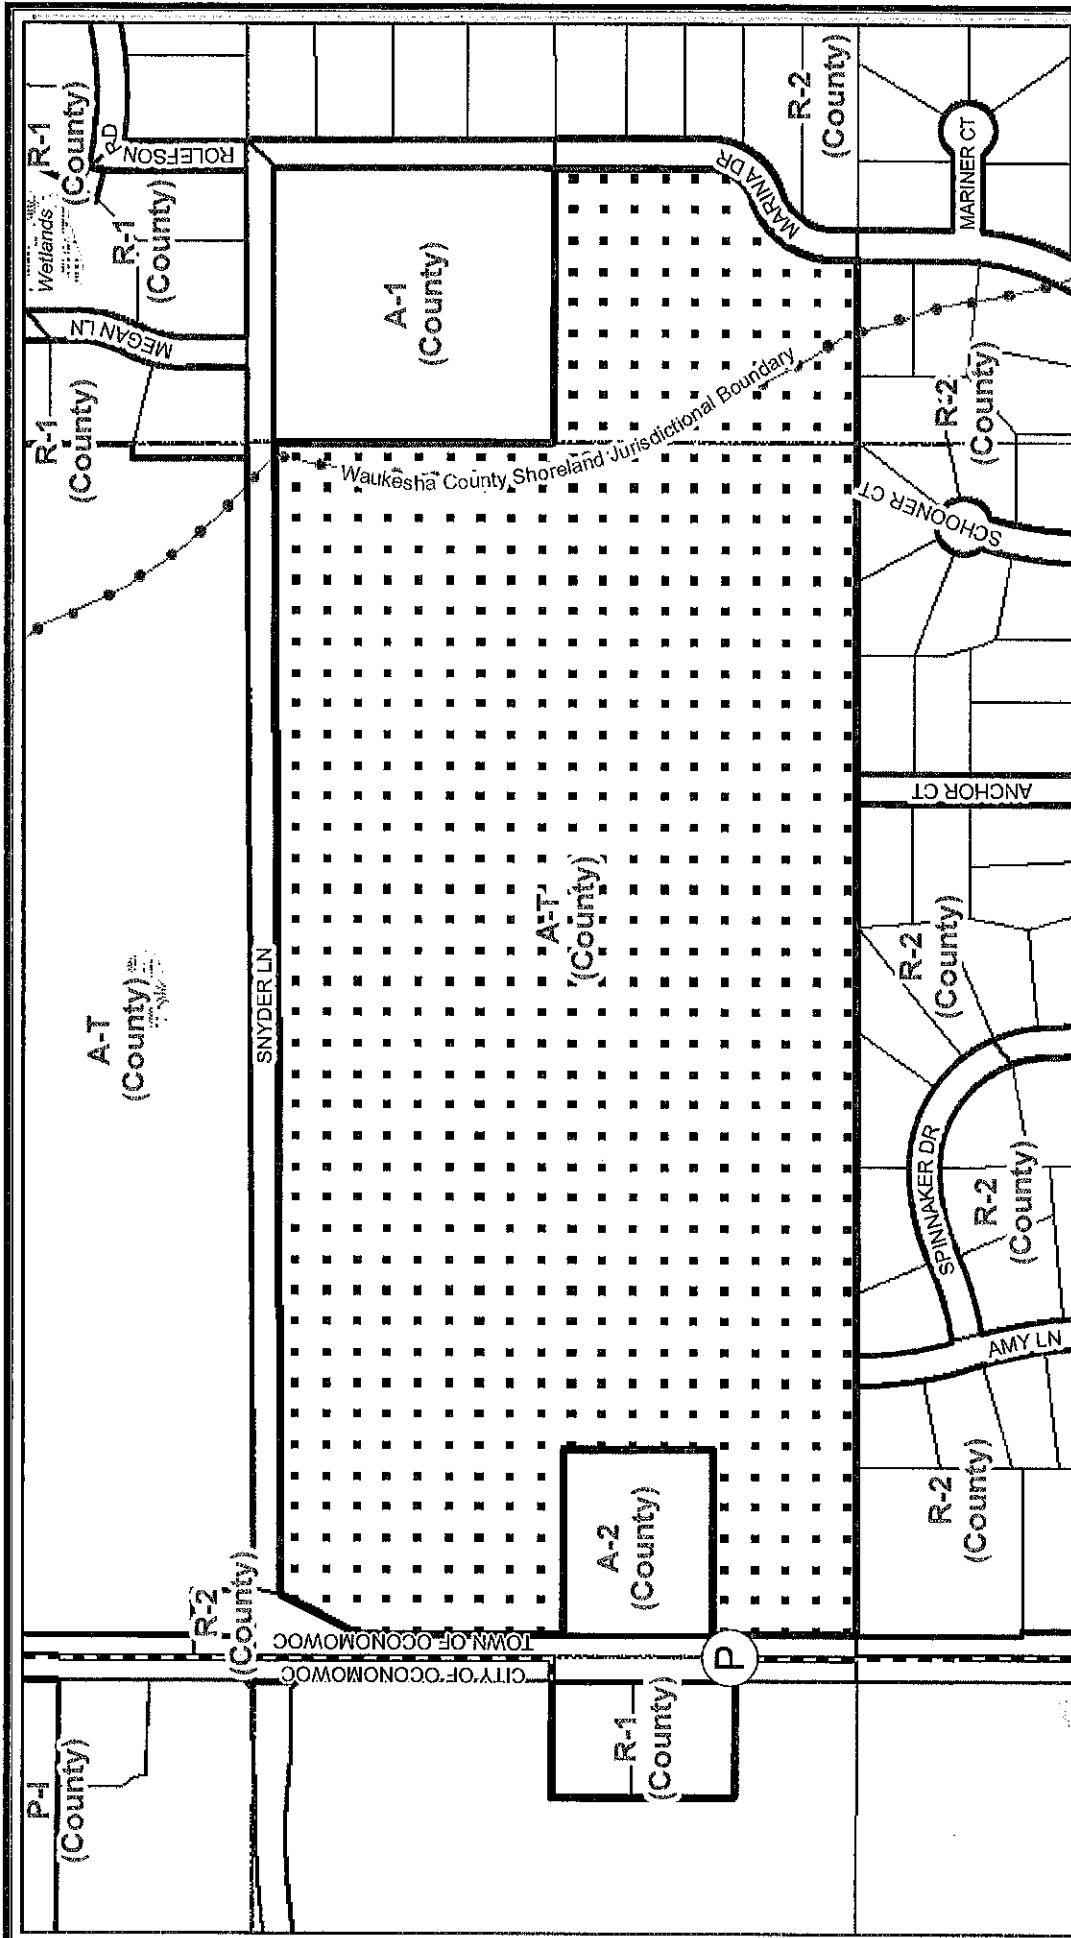 P-I
(County)
R-2
(County)
A-T
(County)
R-1
(County)
MEGAN LN
R-1
(County)
Wetlands
R-1
(County)
ROLEFSON
RD
SNYDER LN
CITY OF OCONOMOWOC
TOWN OF OCONOMOWOC
R-1
(County)
P
A-2
(County)
A-T
(County)
Waukesha County Shoreland Jurisdictional Boundary
A-1
(County)
MARINA DR
R-2
(County)
R-2
(County)
AMY LN
SPINNAKER DR
R-2
(County)
R-2
(County)
ANCHOR CT
SCHOONER CT
R-2
(County)
MARINER CT